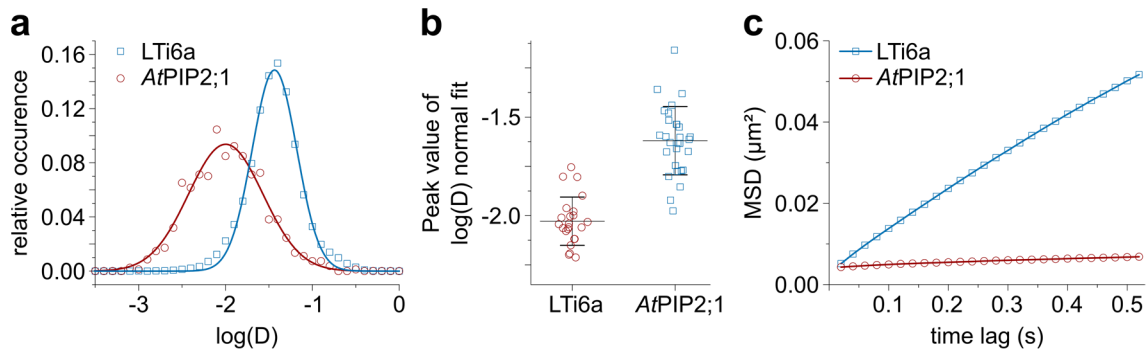 a
LTi6a
AtPIP2;1
relative occurence
0.16
0.12
0.08
0.04
0.00
-3
-2
-1
0
log(D)
b
Peak value of
log(D) normal fit
-1.5
-2.0
LTi6a
AtPIP2;1
c
LTi6a
AtPIP2;1
MSD (µm²)
0.06
0.04
0.02
0.00
0.1
0.2
0.3
0.4
0.5
time lag (s)